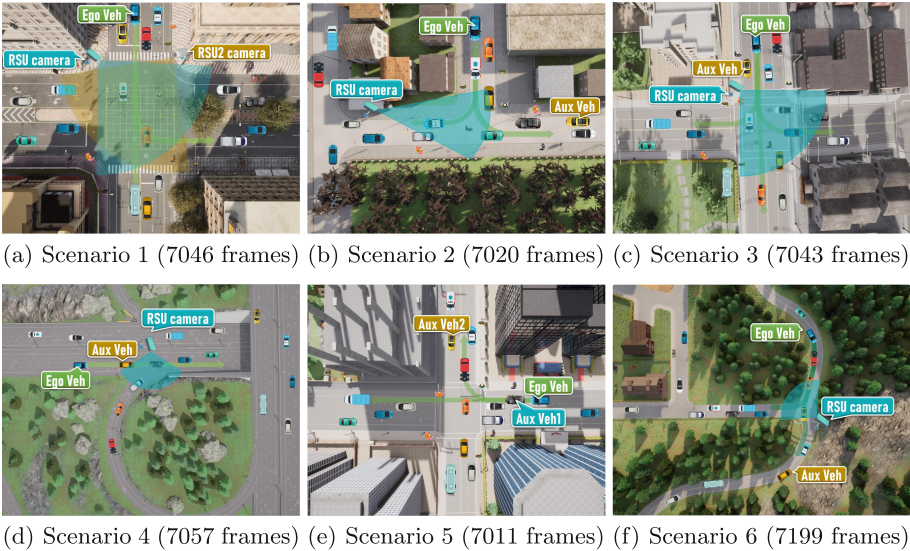 Ego Veh
RSU camera
RSU2 camera
Ego Veh
RSU camera
Aux Veh
Ego Veh
Aux Veh
RSU camera
(a) Scenario 1 (7046 frames)
(b) Scenario 2 (7020 frames)
(c) Scenario 3 (7043 frames)
RSU camera
Aux Veh
Ego Veh
Aux Veh2
Ego Veh
Aux Veh1
Ego Veh
RSU camera
Aux Veh
(d) Scenario 4 (7057 frames)
(e) Scenario 5 (7011 frames)
(f) Scenario 6 (7199 frames)